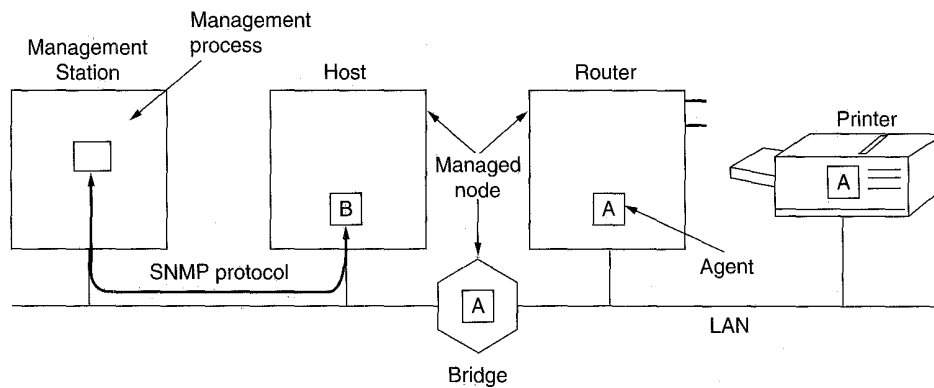 Management
process
Management
Station
Host
Router
Printer
Managed
node
A
B
A
Agent
SNMP protocol
A
LAN
Bridge